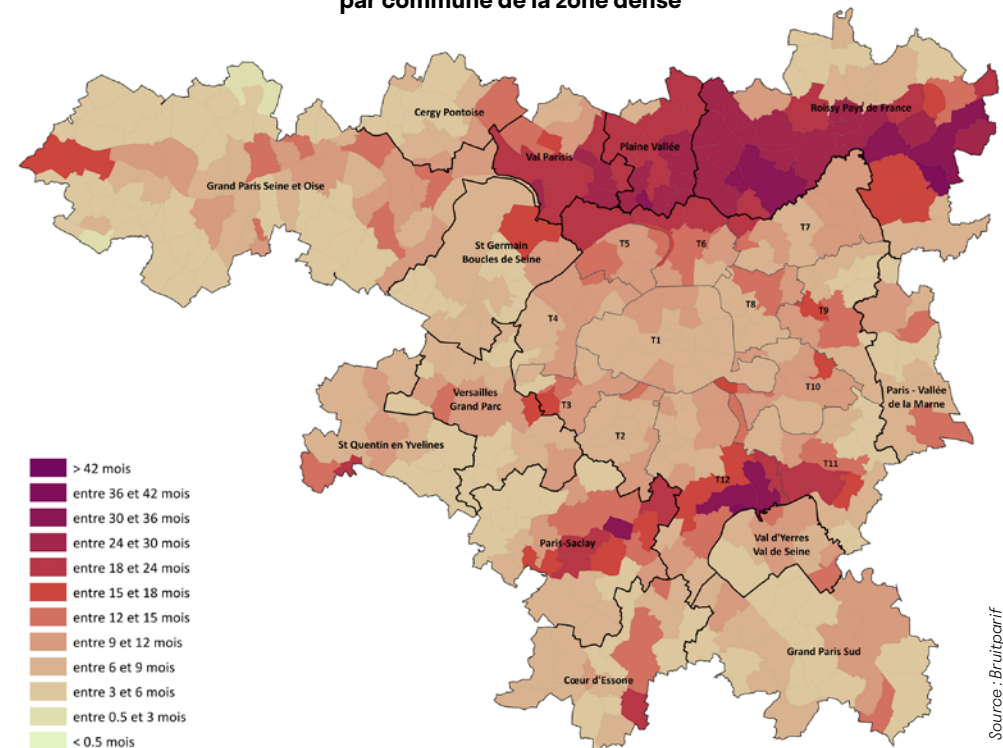 par commune de la zone dense
Cergy Pontoise
Roissy Pays de France
Val Parisis
Plaine Vallée
Grand Paris Seine et Oise
St Germain
Boucles de Seine
T5
T6
T7
T4
T8
T9
T1
T10
Versailles
Grand Parc
T3
Paris - Vallée
de la Marne
T2
St Quentin en Yvelines
T11
T12
Paris-Saclay
Val d'Yerres
Val de Seine
Grand Paris Sud
Cœur d'Essone
> 42 mois
entre 36 et 42 mois
entre 30 et 36 mois
entre 24 et 30 mois
entre 18 et 24 mois
entre 15 et 18 mois
entre 12 et 15 mois
entre 9 et 12 mois
entre 6 et 9 mois
entre 3 et 6 mois
entre 0.5 et 3 mois
< 0.5 mois
Source : Bruitparif